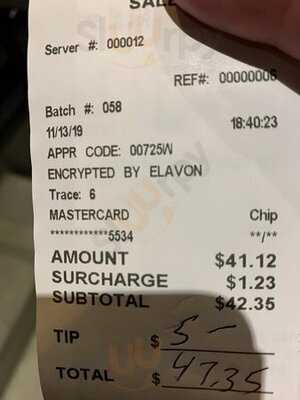 SALE
Server #: 000012
REF#: 00000006
Batch #: 058
11/13/19 18:40:23
APPR CODE: 00725W
ENCRYPTED BY ELAVON
Trace: 6
MASTERCARD Chip
************5534 **/**
AMOUNT $41.12
SURCHARGE $1.23
SUBTOTAL $42.35
TIP $ 5 —
TOTAL $ 47.35